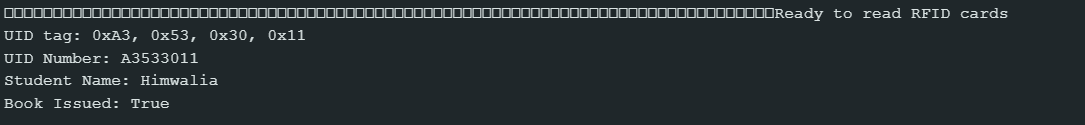 Ready to read RFID cards
UID tag: 0xA3, 0x53, 0x30, 0x11
UID Number: A3533011
Student Name: Himwalia
Book Issued: True